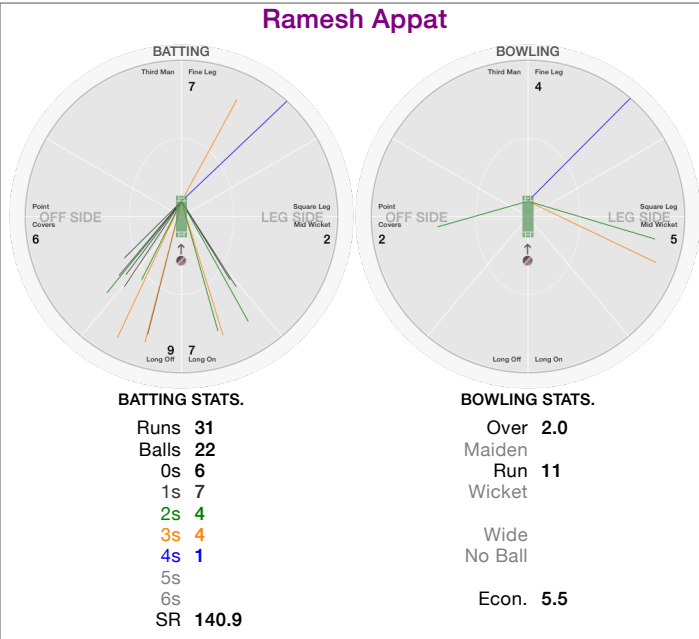 Ramesh Appat
BATTING
Third Man Fine Leg
7
Point
OFF SIDE
Covers
6
Square Leg
LEG SIDE
Mid Wicket
2
9 7
Long Off Long On
BOWLING
Third Man Fine Leg
4
Point
OFF SIDE
Covers
2
Square Leg
LEG SIDE
Mid Wicket
5
Long Off Long On
BATTING STATS.
Runs 31
Balls 22
0s 6
1s 7
2s 4
3s 4
4s 1
5s
6s
SR 140.9
BOWLING STATS.
Over 2.0
Maiden
Run 11
Wicket
Wide
No Ball
Econ. 5.5